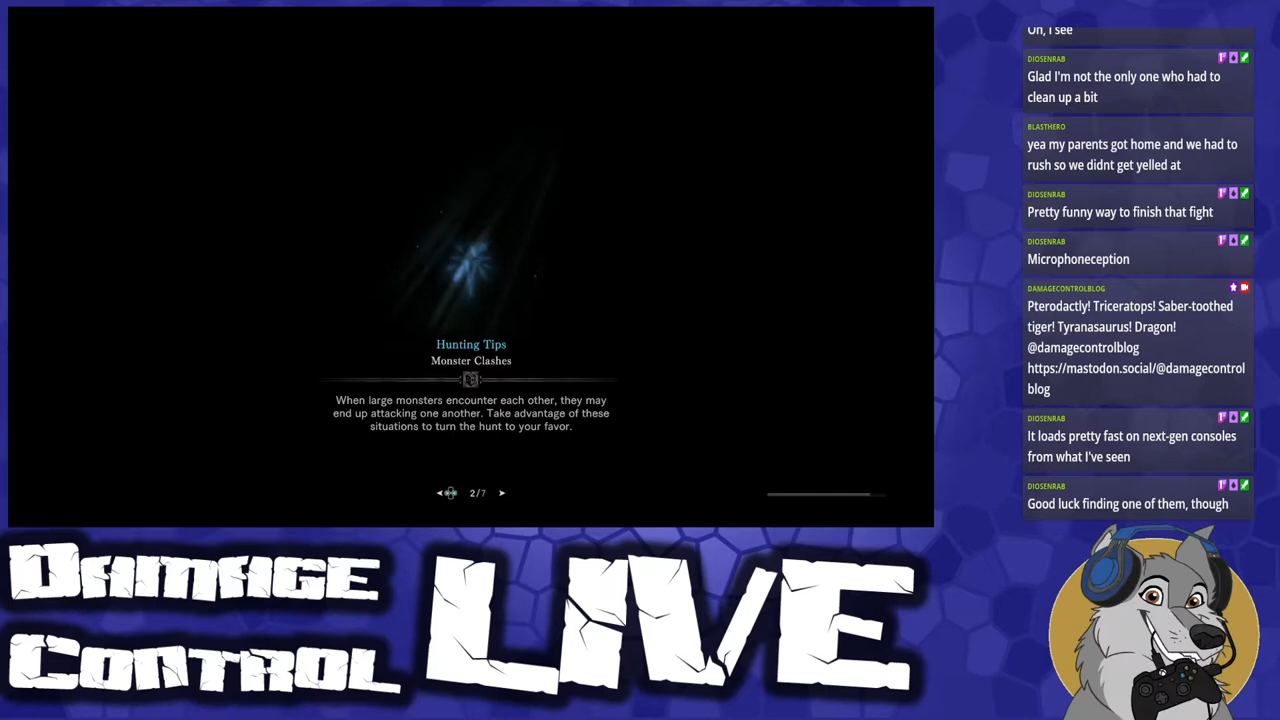 Hunting Tips
Monster Clashes
When large monsters encounter each other, they may
end up attacking one another. Take advantage of these
situations to turn the hunt to your favor.
2/7
Oh, I see
DIOSENRAB
Glad I'm not the only one who had to
clean up a bit
BLASTHERO
yea my parents got home and we had to
rush so we didnt get yelled at
DIOSENRAB
Pretty funny way to finish that fight
DIOSENRAB
Microphoneception
DAMAGECONTROLBLOG
Pterodactly! Triceratops! Saber-toothed
tiger! Tyranasaurus! Dragon!
@damagecontrolblog
https://mastodon.social/@damagecontrol
blog
DIOSENRAB
It loads pretty fast on next-gen consoles
from what I've seen
DIOSENRAB
Good luck finding one of them, though
DAMAGE
CONTROL
LIVE